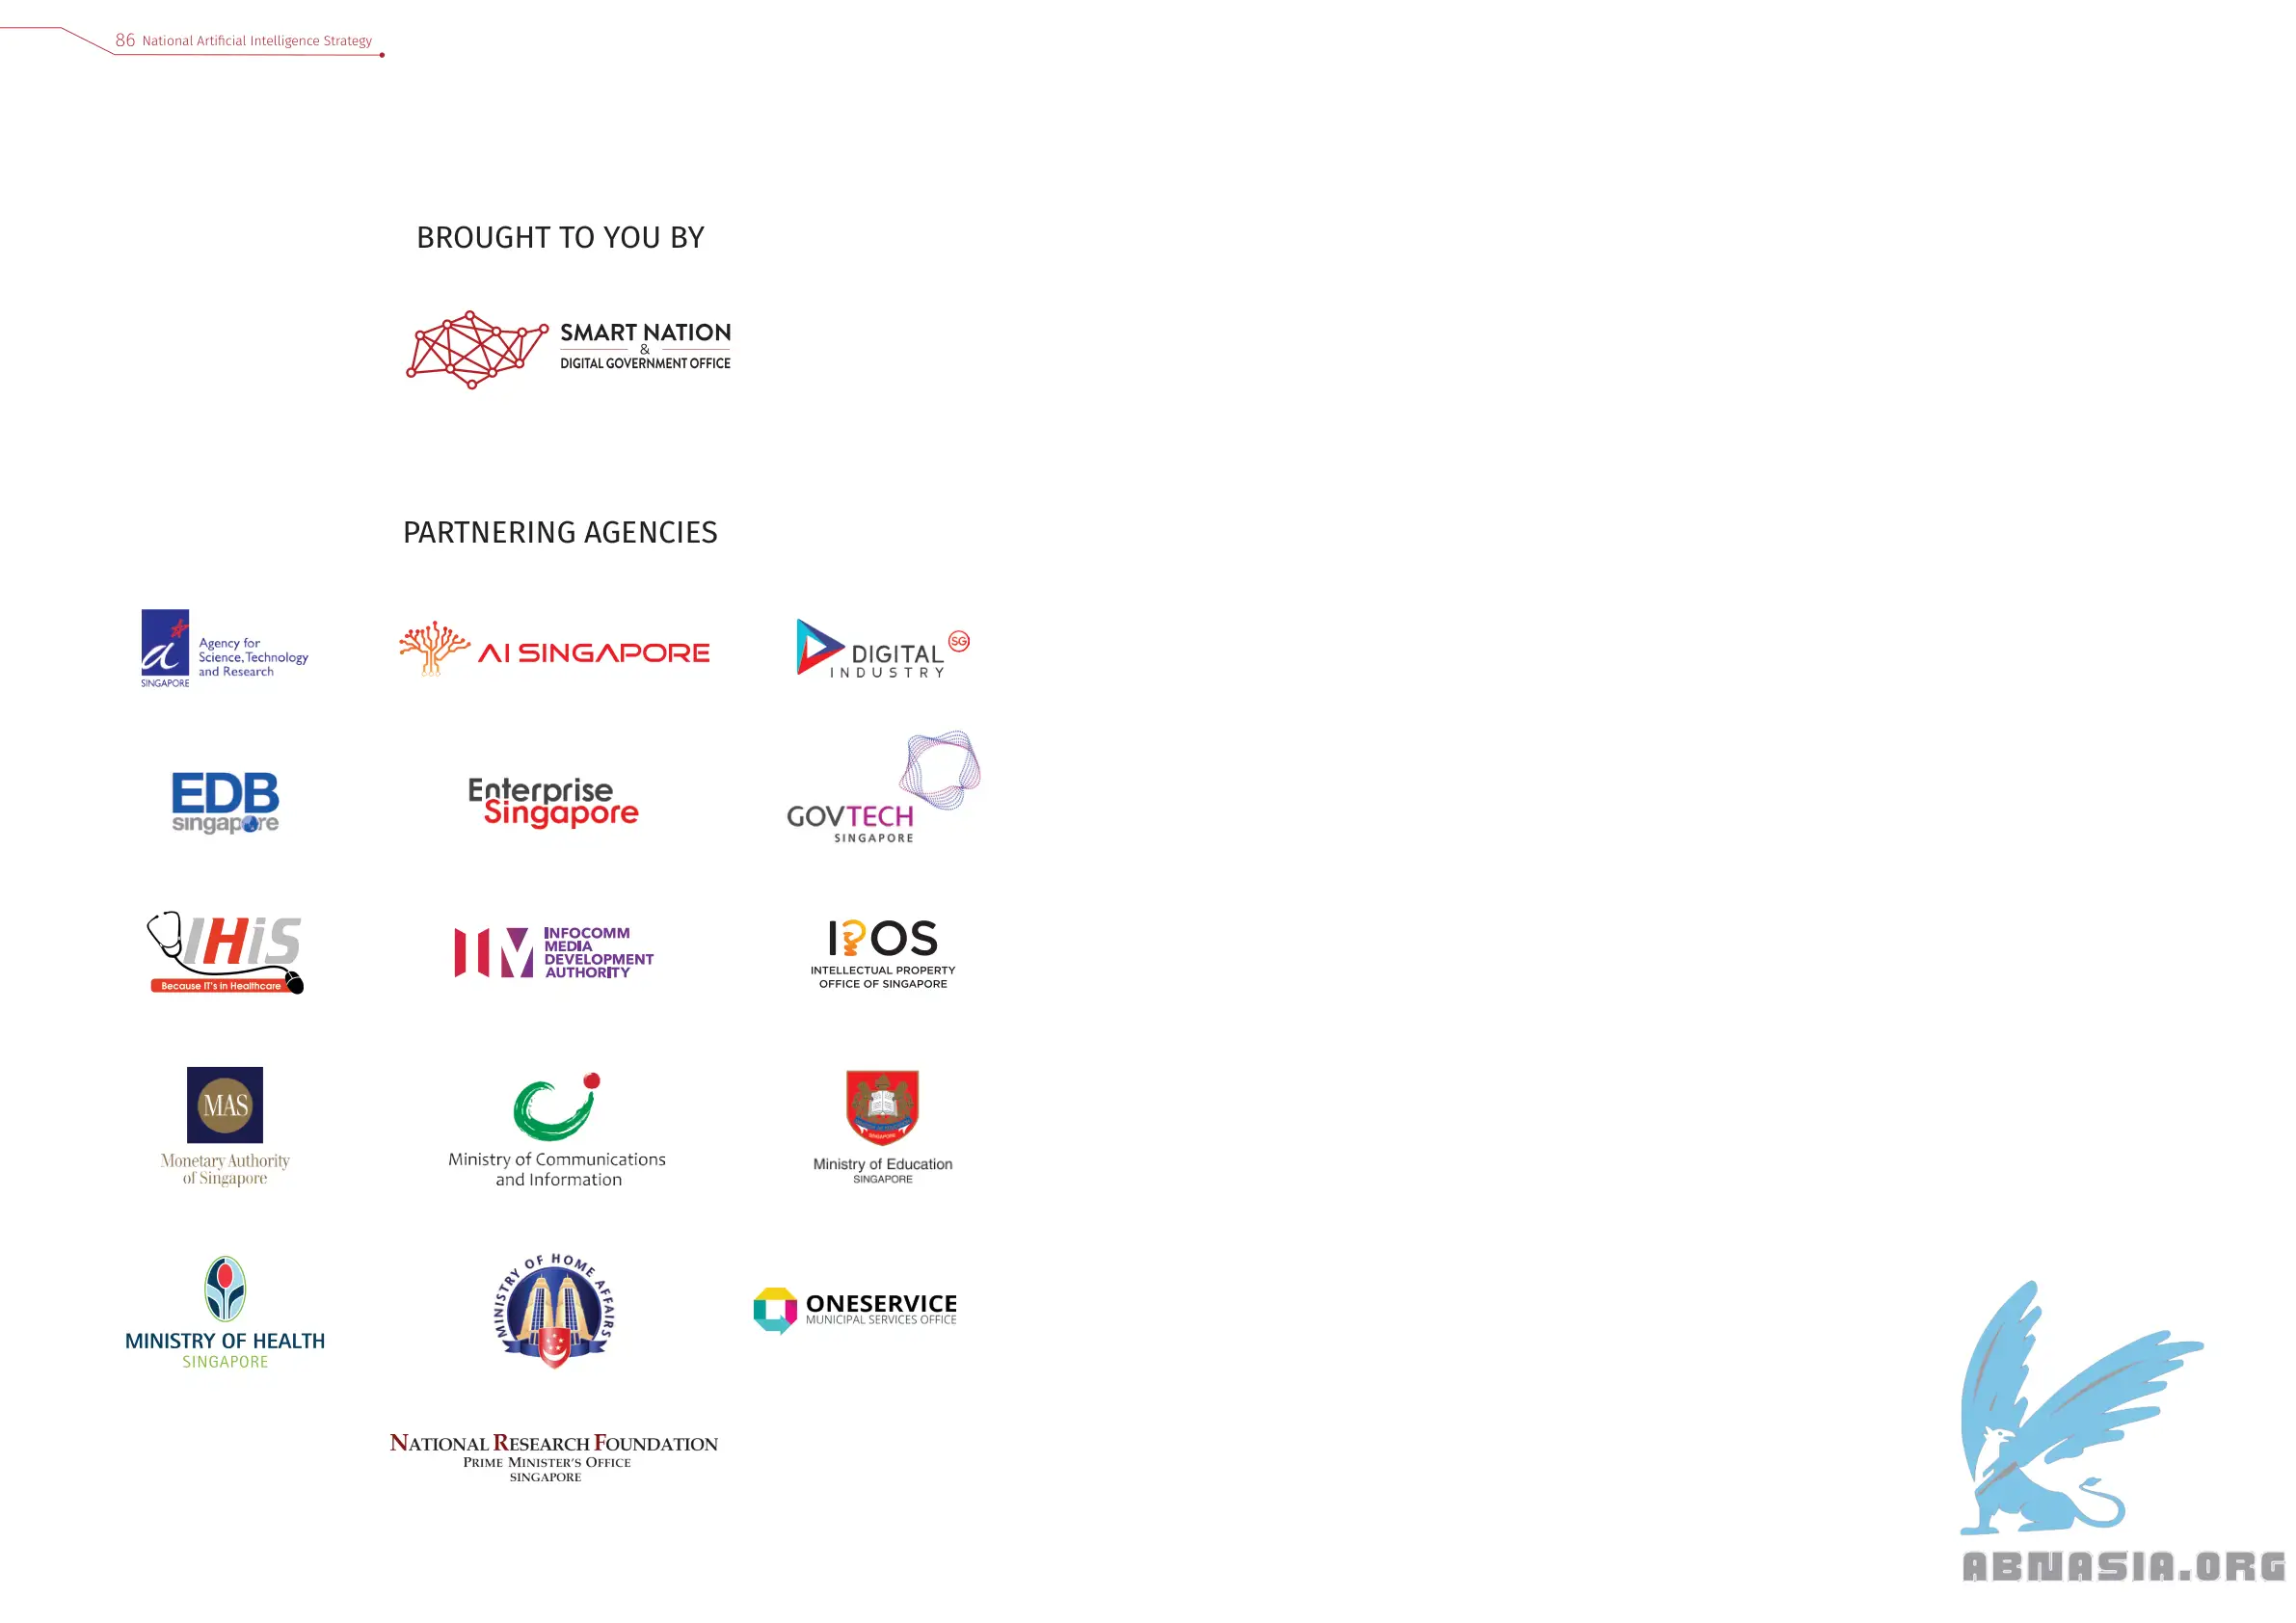 86 National Artificial Intelligence Strategy
BROUGHT TO YOU BY
SMART NATION
&
DIGITAL GOVERNMENT OFFICE
PARTNERING AGENCIES
a
SINGAPORE
Agency for
Science, Technology
and Research
AI SINGAPORE
DIGITAL
INDUSTRY
SG
EDB
singapore
Enterprise
Singapore
GOVTECH
SINGAPORE
IHiS
Because IT's in Healthcare
IM
INFOCOMM
MEDIA
DEVELOPMENT
AUTHORITY
IPOS
INTELLECTUAL PROPERTY
OFFICE OF SINGAPORE
MAS
Monetary Authority
of Singapore
Ministry of Communications
and Information
SINGAPORE
Ministry of Education
SINGAPORE
MINISTRY OF HEALTH
SINGAPORE
MINISTRY OF HOME AFFAIRS
ONESERVICE
MUNICIPAL SERVICES OFFICE
NATIONAL RESEARCH FOUNDATION
PRIME MINISTER'S OFFICE
SINGAPORE
ABNASIA.ORG